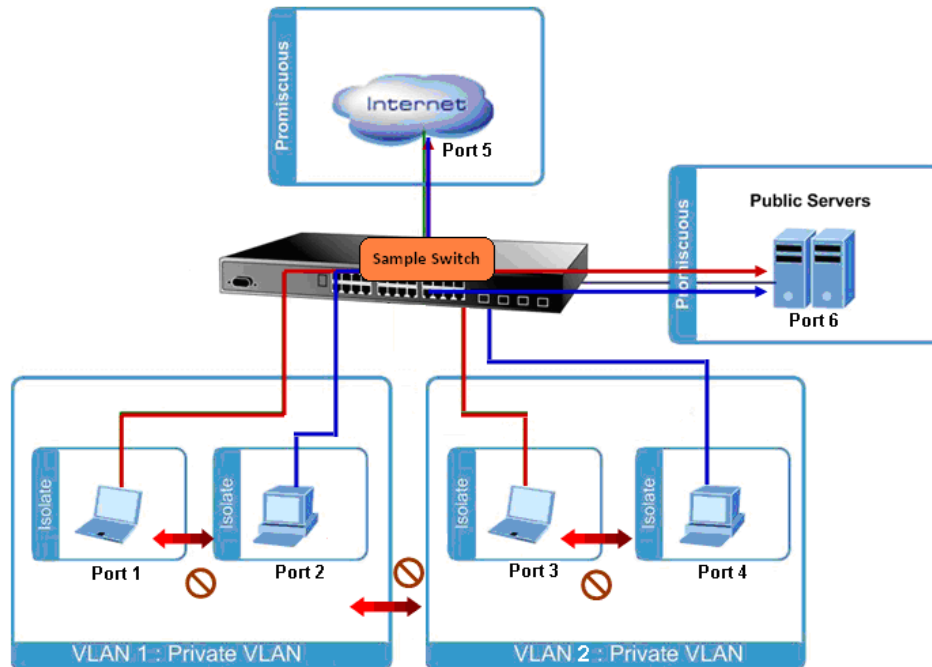 Promiscuous
Internet
Port 5
Sample Switch
Promiscuous
Public Servers
Port 6
Isolate
Port 1
Isolate
Port 2
Isolate
Port 3
Isolate
Port 4
VLAN 1 : Private VLAN
VLAN 2 : Private VLAN